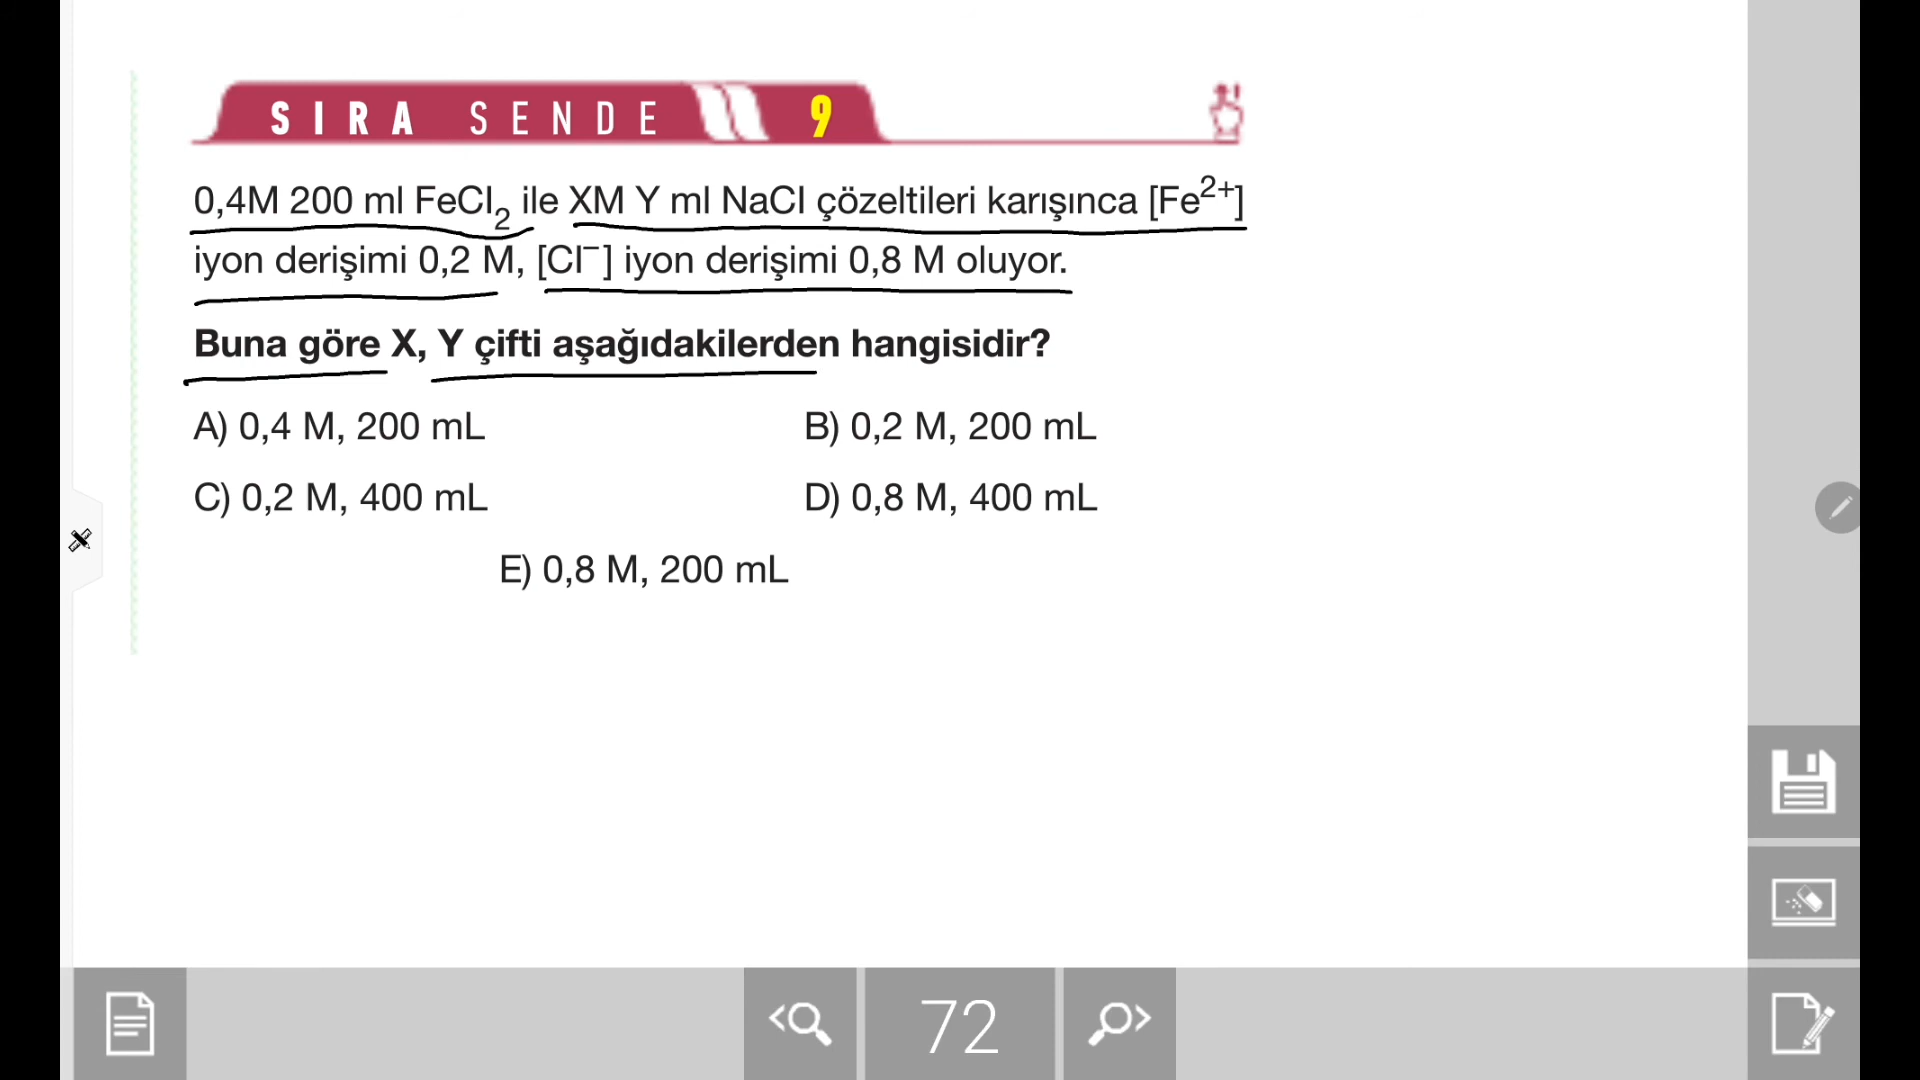 SIRA SENDE 9
0,4M 200 ml FeCl₂ ile XM Y ml NaCl çözeltileri karışınca [Fe²⁺]
iyon derişimi 0,2 M, [Cl⁻] iyon derişimi 0,8 M oluyor.
Buna göre X, Y çifti aşağıdakilerden hangisidir?
A) 0,4 M, 200 mL B) 0,2 M, 200 mL
C) 0,2 M, 400 mL D) 0,8 M, 400 mL
E) 0,8 M, 200 mL
72